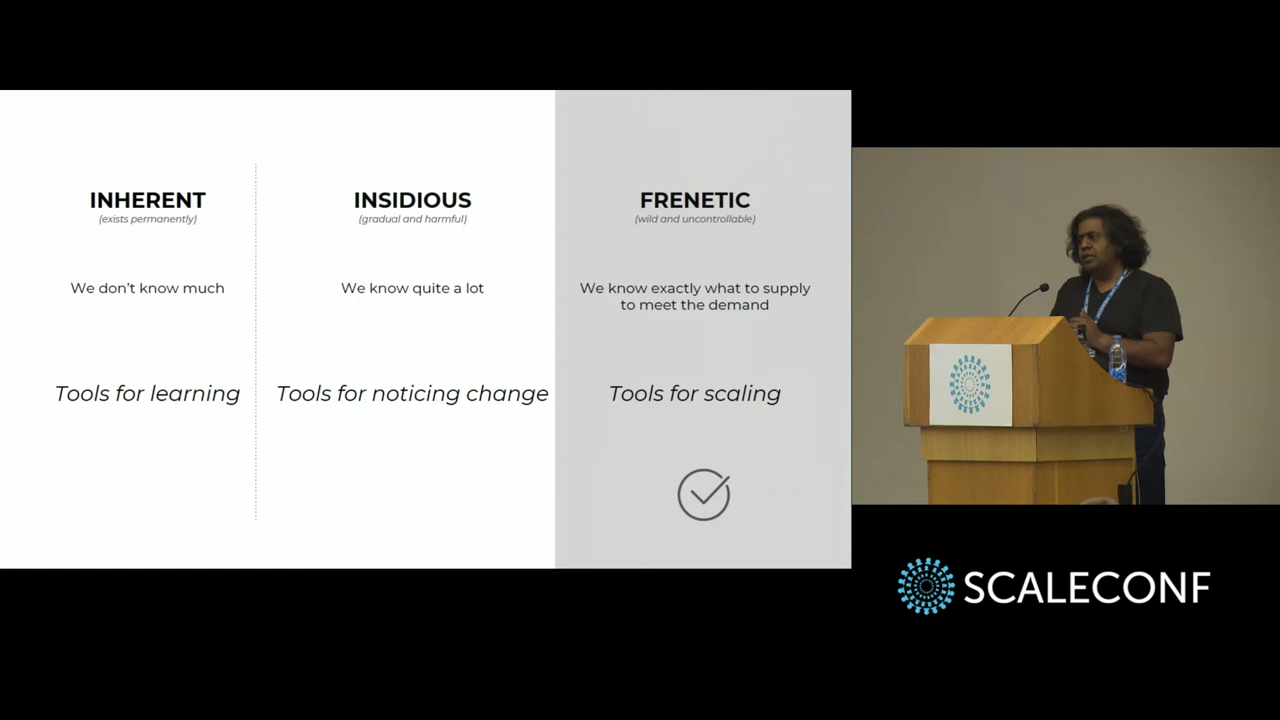 INHERENT
(exists permanently)
We don't know much
Tools for learning
INSIDIOUS
(gradual and harmful)
We know quite a lot
Tools for noticing change
FRENETIC
(wild and uncontrollable)
We know exactly what to supply
to meet the demand
Tools for scaling
SCALECONF